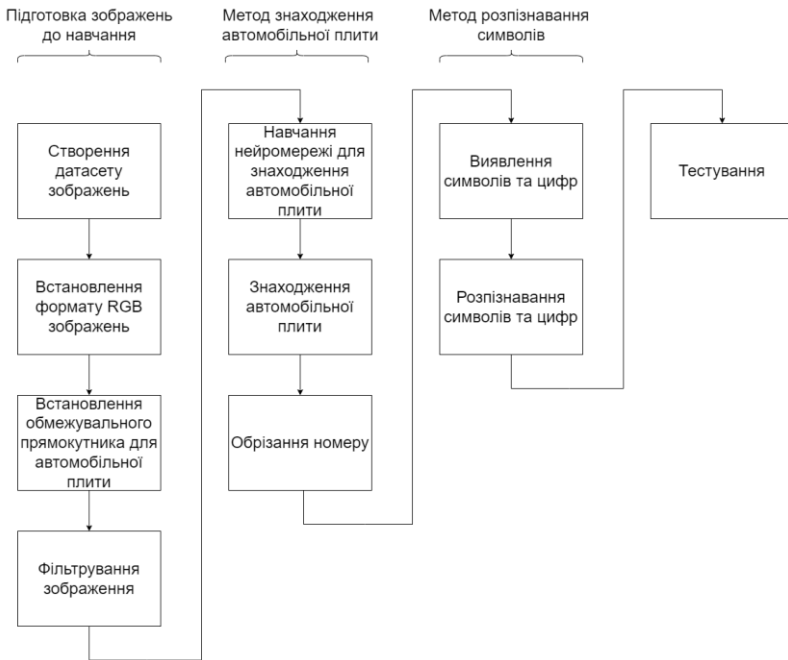 Підготовка зображень
до навчання
Метод знаходження
автомобільної плити
Метод розпізнавання
символів
Створення
датасету
зображень
Встановлення
формату RGB
зображень
Встановлення
обмежувального
прямокутника для
автомобільної
плити
Фільтрування
зображення
Навчання
нейромережі для
знаходження
автомобільної
плити
Знаходження
автомобільної
плити
Обрізання номеру
Виявлення
символів та цифр
Розпізнавання
символів та цифр
Тестування